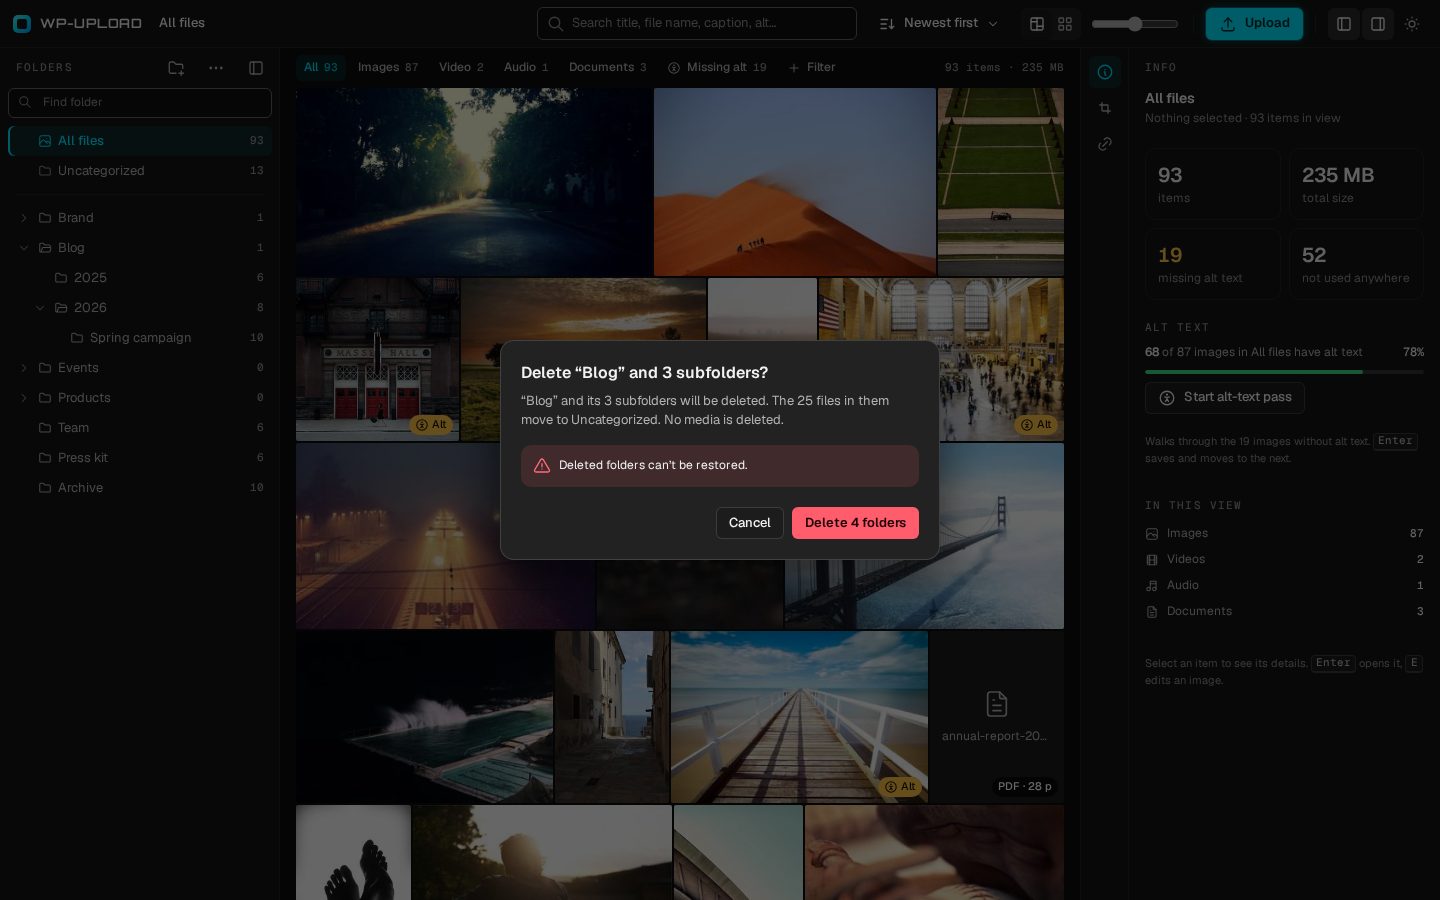 WP-UPLOAD
All files
Search title, file name, caption, alt...
Newest first
Upload
FOLDERS
Find folder
All files 93
Uncategorized 13
Brand 1
Blog 1
2025 6
2026 8
Spring campaign 10
Events 0
Products 0
Team 6
Press kit 6
Archive 10
All 93
Images 87
Video 2
Audio 1
Documents 3
Missing alt 19
Filter
93 items · 235 MB
MASSEY HALL
Alt
Alt
Delete “Blog” and 3 subfolders?
“Blog” and its 3 subfolders will be deleted. The 25 files in them
move to Uncategorized. No media is deleted.
Deleted folders can’t be restored.
Cancel
Delete 4 folders
Alt
annual-report-20...
PDF · 28 p
INFO
All files
Nothing selected · 93 items in view
93
items
235 MB
total size
19
missing alt text
52
not used anywhere
ALT TEXT
68 of 87 images in All files have alt text 78%
Start alt-text pass
Walks through the 19 images without alt text. Enter
saves and moves to the next.
IN THIS VIEW
Images 87
Videos 2
Audio 1
Documents 3
Select an item to see its details. Enter opens it, E
edits an image.